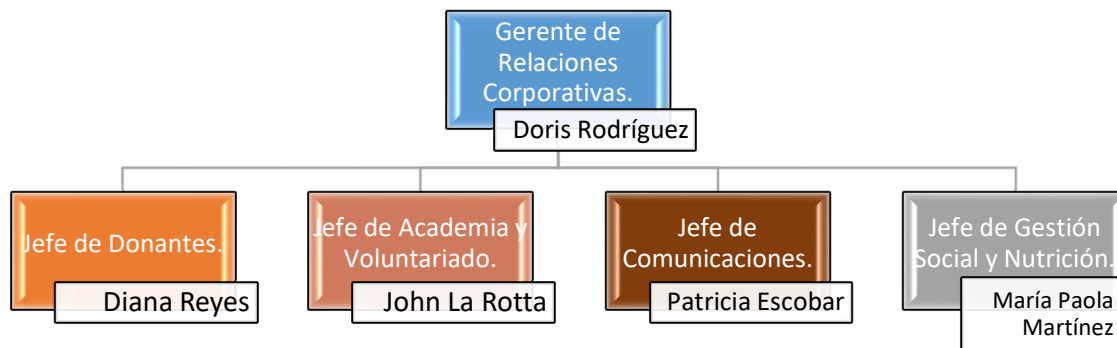 Gerente de
Relaciones
Corporativas.
Doris Rodríguez
Jefe de Donantes.
Diana Reyes
Jefe de Academia y
Voluntariado.
John La Rotta
Jefe de
Comunicaciones.
Patricia Escobar
Jefe de Gestión
Social y Nutrición.
María Paola
Martínez